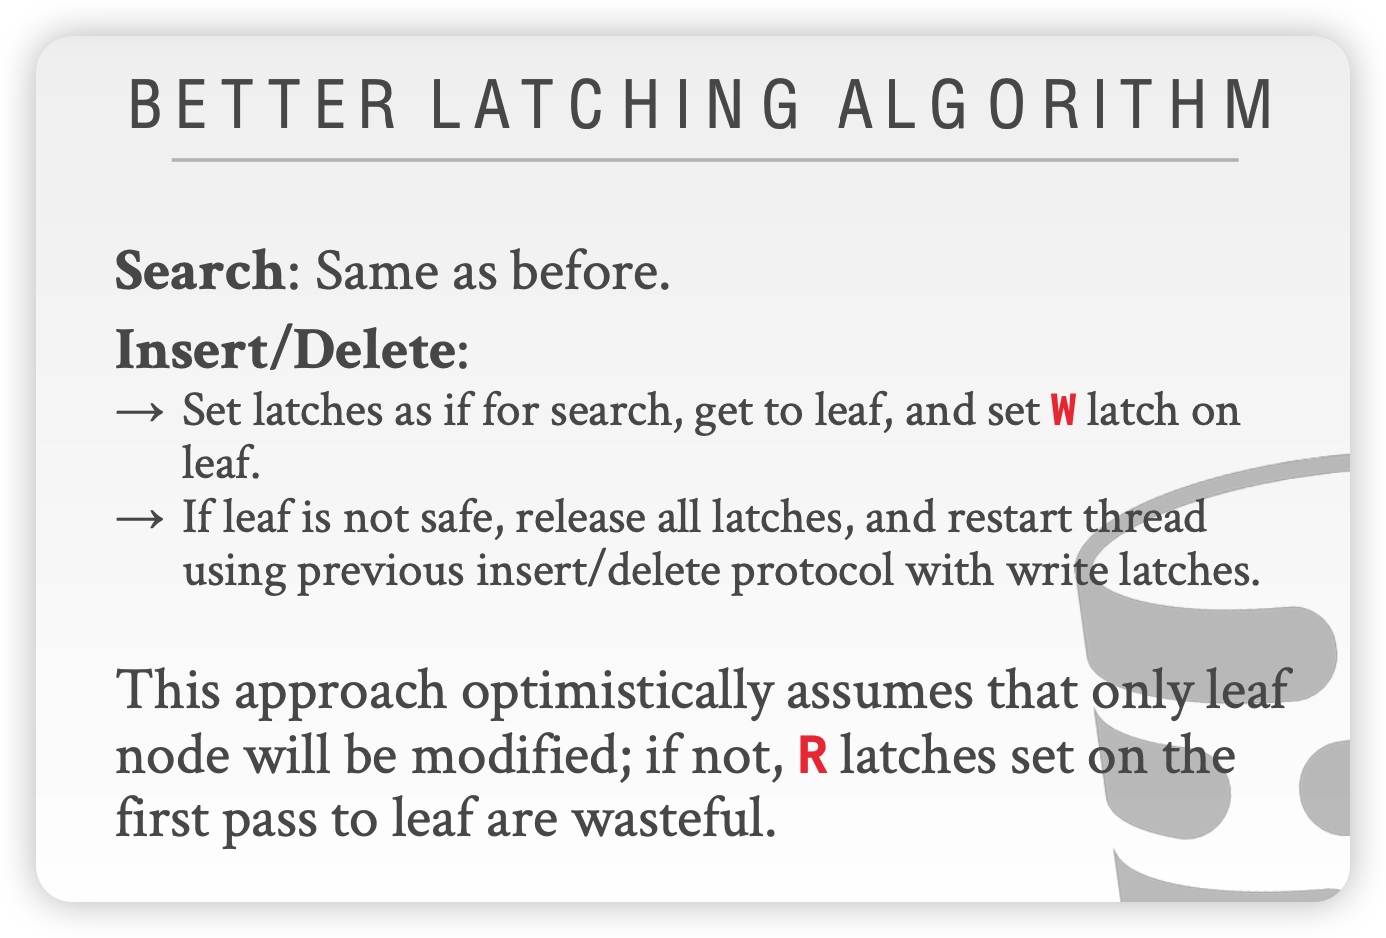 BETTER LATCHING ALGORITHM
Search: Same as before.
Insert/Delete:
→ Set latches as if for search, get to leaf, and set W latch on
leaf.
→ If leaf is not safe, release all latches, and restart thread
using previous insert/delete protocol with write latches.
This approach optimistically assumes that only leaf
node will be modified; if not, R latches set on the
first pass to leaf are wasteful.